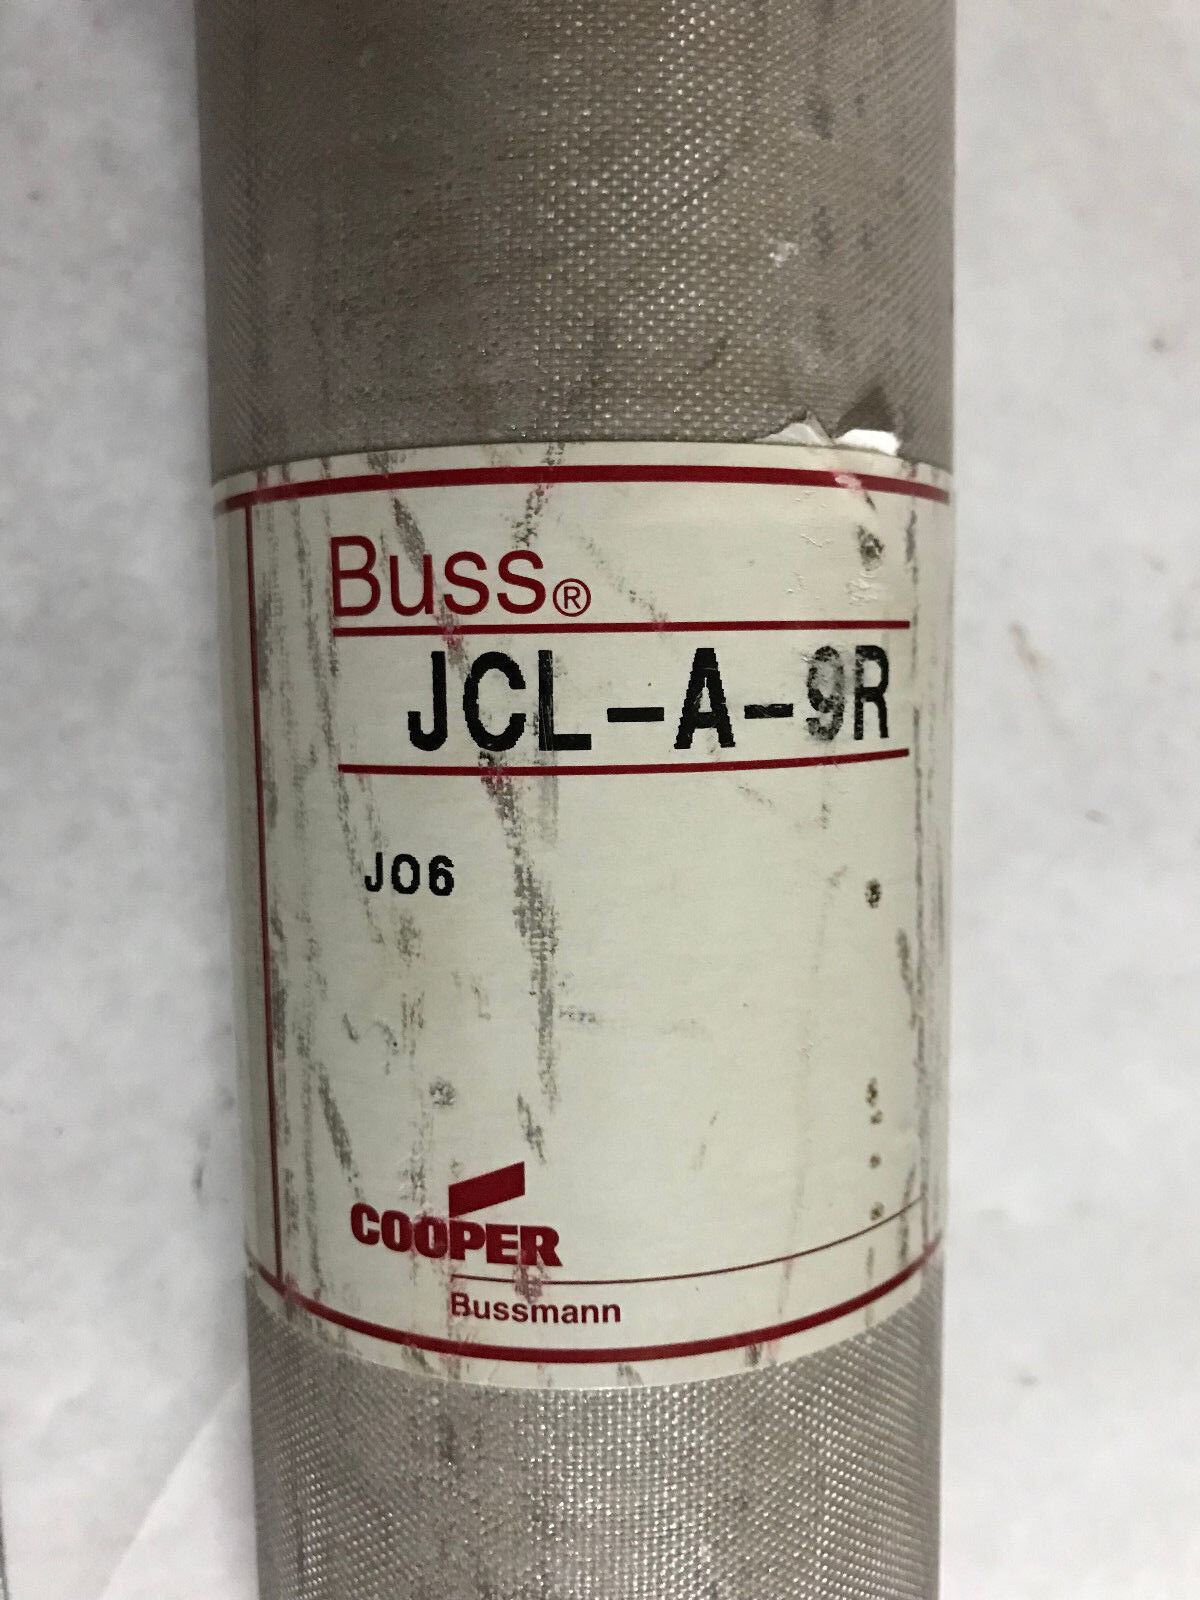 Buss®
JCL-A-9R
J06
COOPER
Bussmann